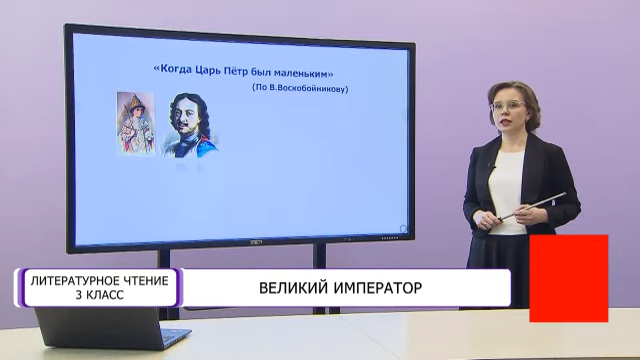 «Когда Царь Пётр был маленьким»
(По В.Воскобойникову)
ЛИТЕРАТУРНОЕ ЧТЕНИЕ
3 КЛАСС
ВЕЛИКИЙ ИМПЕРАТОР